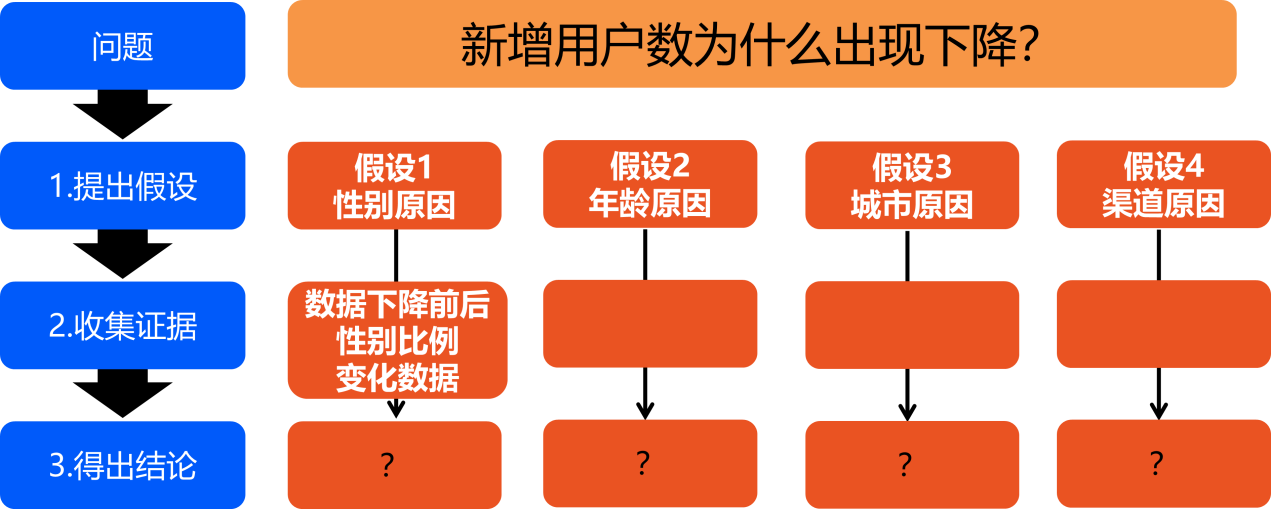 问题
新增用户数为什么出现下降？
1.提出假设
假设1
性别原因
假设2
年龄原因
假设3
城市原因
假设4
渠道原因
2.收集证据
数据下降前后
性别比例
变化数据
3.得出结论
？
？
？
？